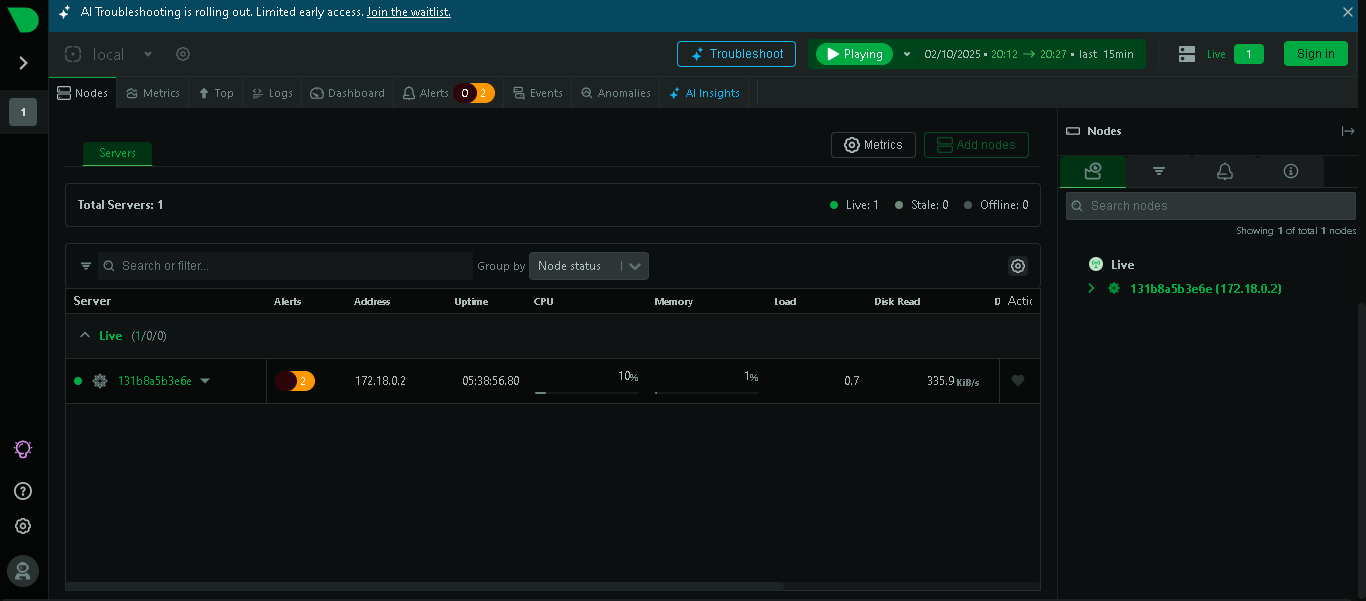 AI Troubleshooting is rolling out. Limited early access. Join the waitlist.
local
Troubleshoot
Playing
02/10/2025 • 20:12 → 20:27 • last 15min
Live 1
Sign in
1
Nodes
Metrics
Top
Logs
Dashboard
Alerts 0 2
Events
Anomalies
AI Insights
Servers
Metrics
Add nodes
Total Servers: 1
Live: 1
Stale: 0
Offline: 0
Search or filter...
Group by Node status
Server Alerts Address Uptime CPU Memory Load Disk Read D Actic
Live (1/0/0)
131b8a5b3e6e 2 172.18.0.2 05:38:56.80 10% 1% 0.7 335.9 KiB/s
Nodes
Search nodes
Showing 1 of total 1 nodes
Live
131b8a5b3e6e (172.18.0.2)